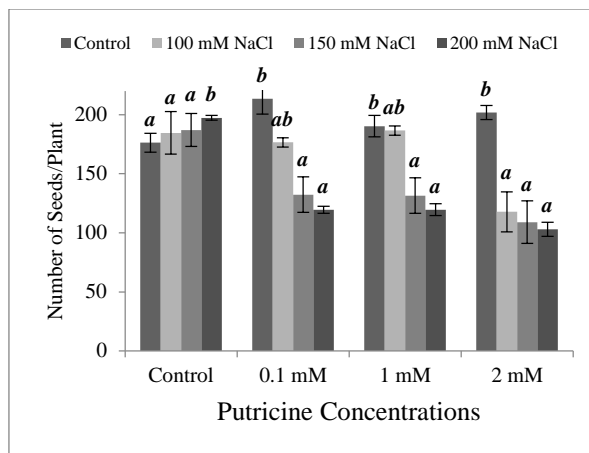 Control 100 mM NaCl 150 mM NaCl 200 mM NaCl
b b b
a a a b ab b ab
a a a a a a a
200
150
100
50
0
Number of Seeds/Plant
Control 0.1 mM 1 mM 2 mM
Putricine Concentrations